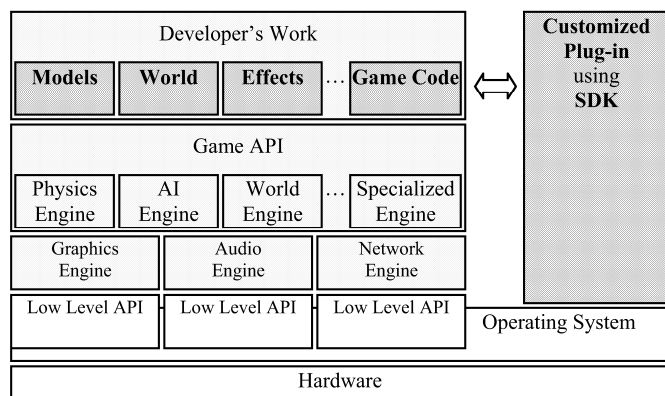 Developer's Work
Models World Effects ... Game Code
Customized
Plug-in
using
SDK
Game API
Physics
Engine
AI
Engine
World
Engine
...
Specialized
Engine
Graphics
Engine
Audio
Engine
Network
Engine
Low Level API Low Level API Low Level API
Operating System
Hardware